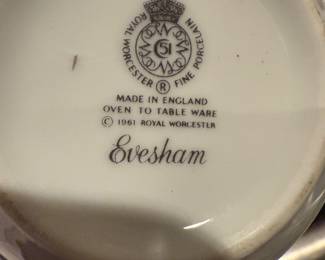 ROYAL WORCESTER ® FINE PORCELAIN
51
MADE IN ENGLAND
OVEN TO TABLE WARE
© 1961 ROYAL WORCESTER
Evesham